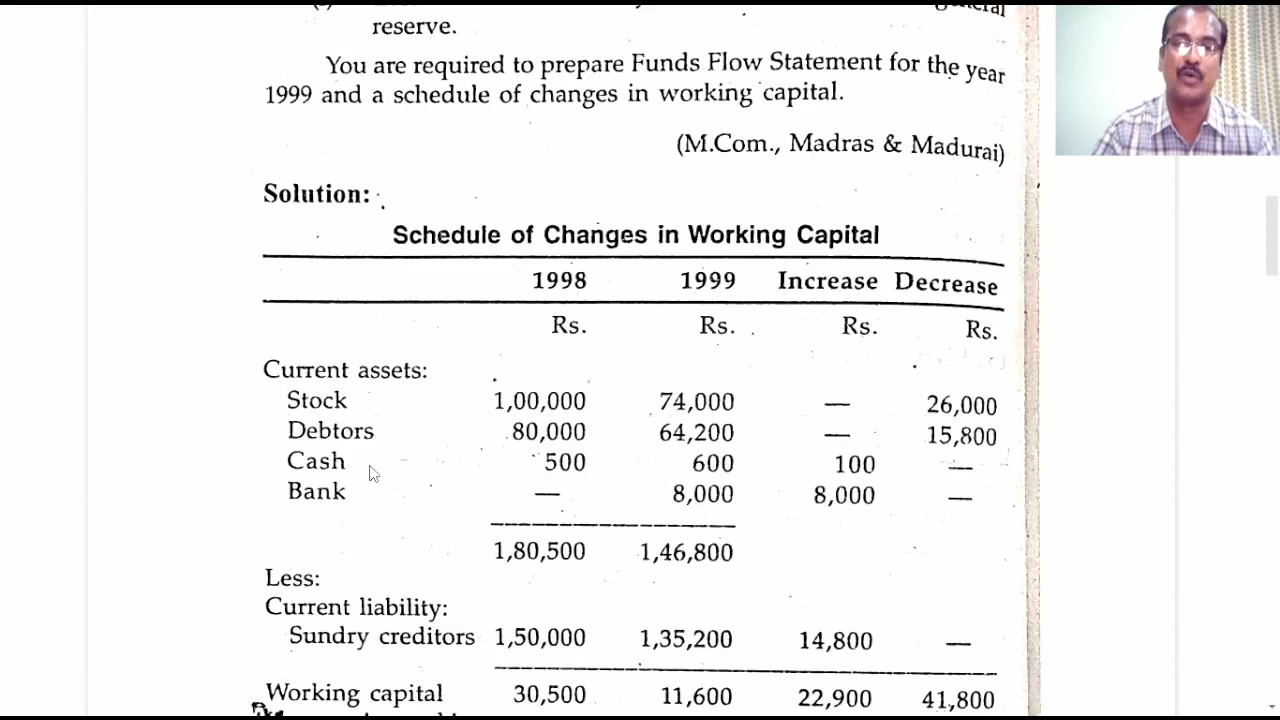 general
reserve.
You are required to prepare Funds Flow Statement for the year
1999 and a schedule of changes in working capital.
(M.Com., Madras & Madurai)
Solution:
Schedule of Changes in Working Capital
1998 1999 Increase Decrease
Rs. Rs. Rs. Rs.
Current assets:
Stock 1,00,000 74,000 — 26,000
Debtors 80,000 64,200 — 15,800
Cash 500 600 100 —
Bank — 8,000 8,000 —
1,80,500 1,46,800
Less:
Current liability:
Sundry creditors 1,50,000 1,35,200 14,800 —
Working capital 30,500 11,600 22,900 41,800